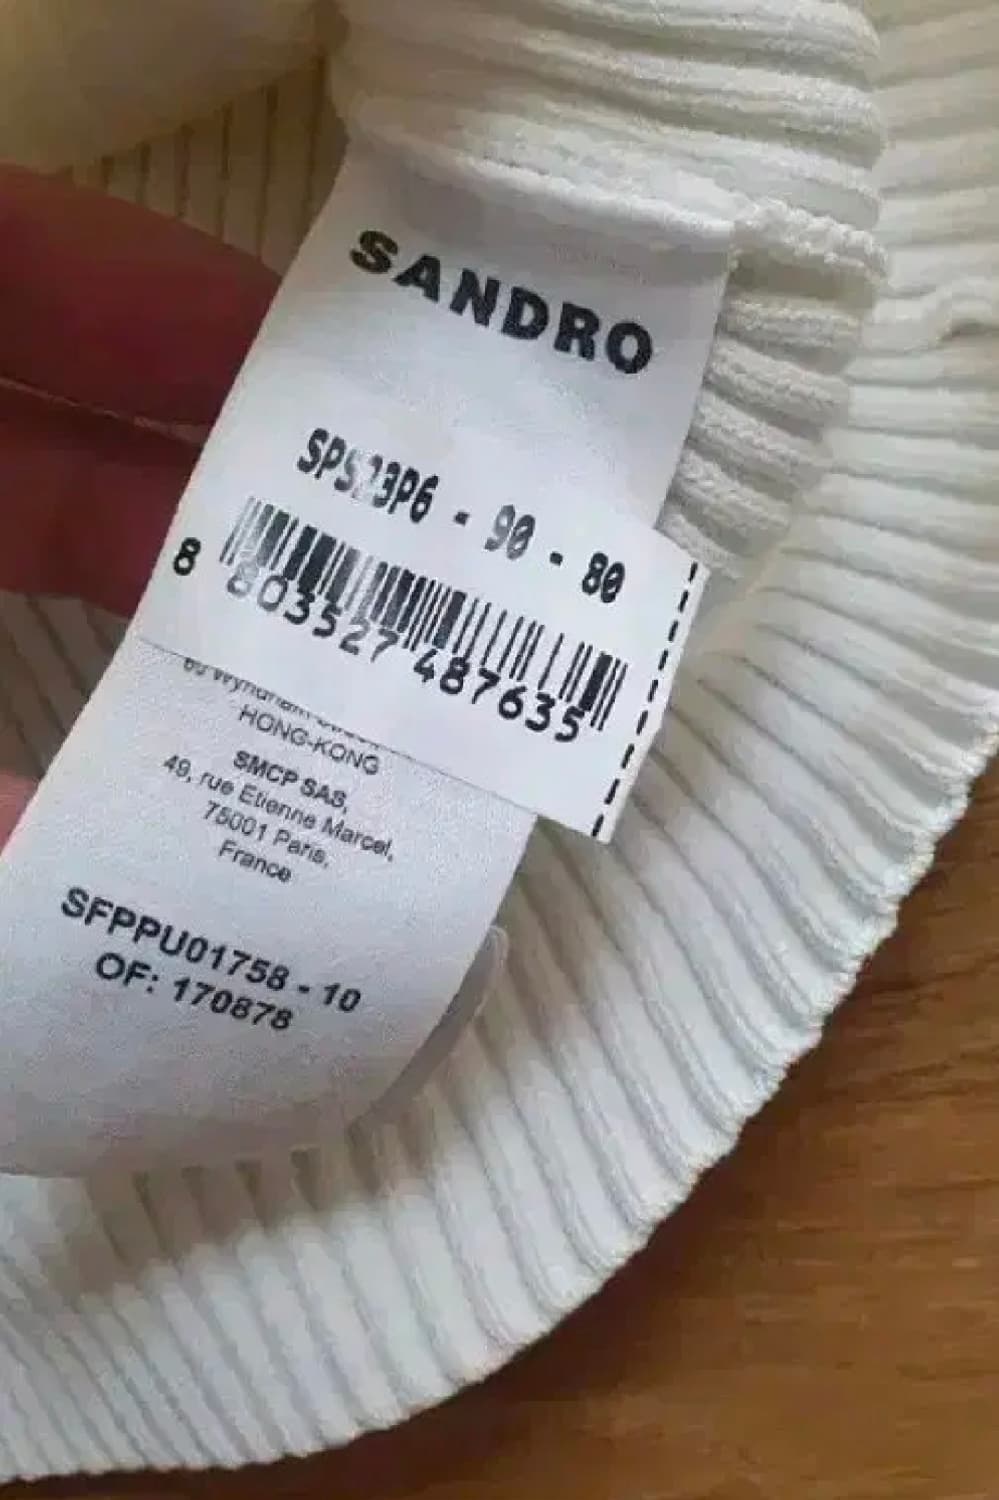 SANDRO
SPS23P6 - 90 - 80
8 803527 487635
HONG-KONG
SMCP SAS,
49, rue Etienne Marcel,
75001 Paris,
France
SFPPU01758 - 10
OF: 170878